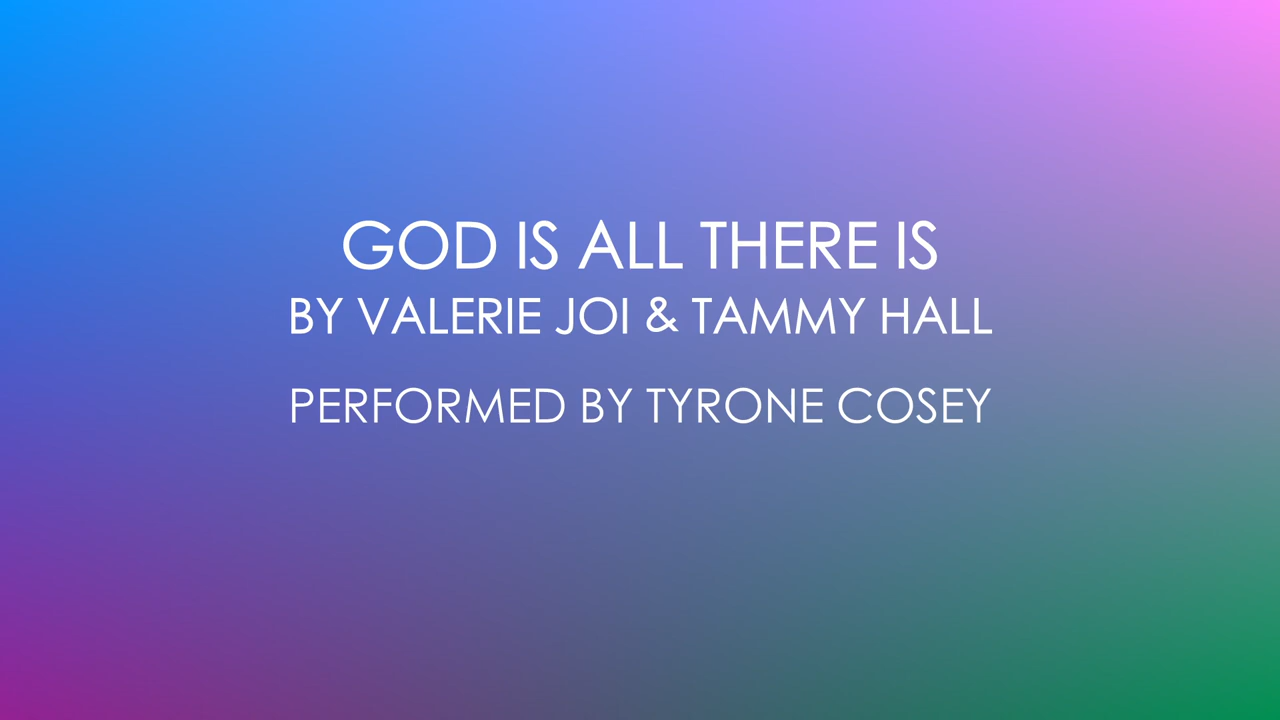 GOD IS ALL THERE IS
BY VALERIE JOI & TAMMY HALL
PERFORMED BY TYRONE COSEY